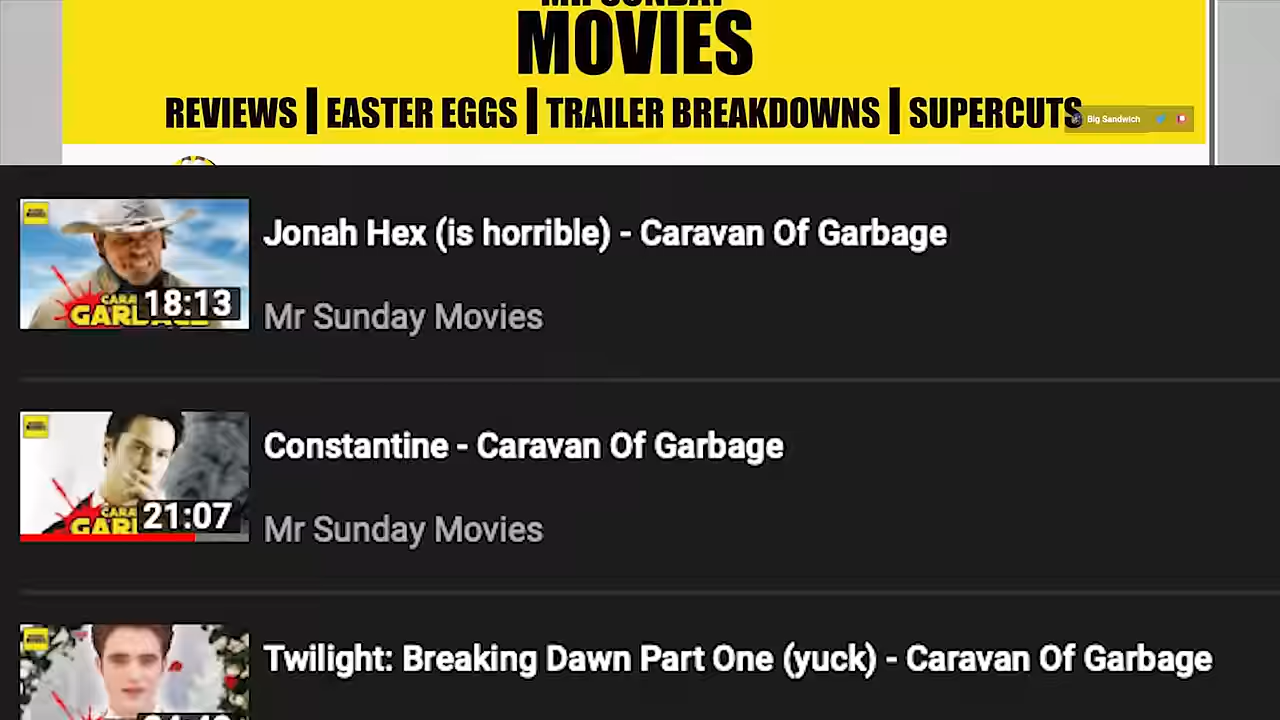 MR SUNDAY
MOVIES
REVIEWS | EASTER EGGS | TRAILER BREAKDOWNS | SUPERCUTS
Big Sandwich
Jonah Hex (is horrible) - Caravan Of Garbage
18:13
Mr Sunday Movies
Constantine - Caravan Of Garbage
21:07
Mr Sunday Movies
Twilight: Breaking Dawn Part One (yuck) - Caravan Of Garbage